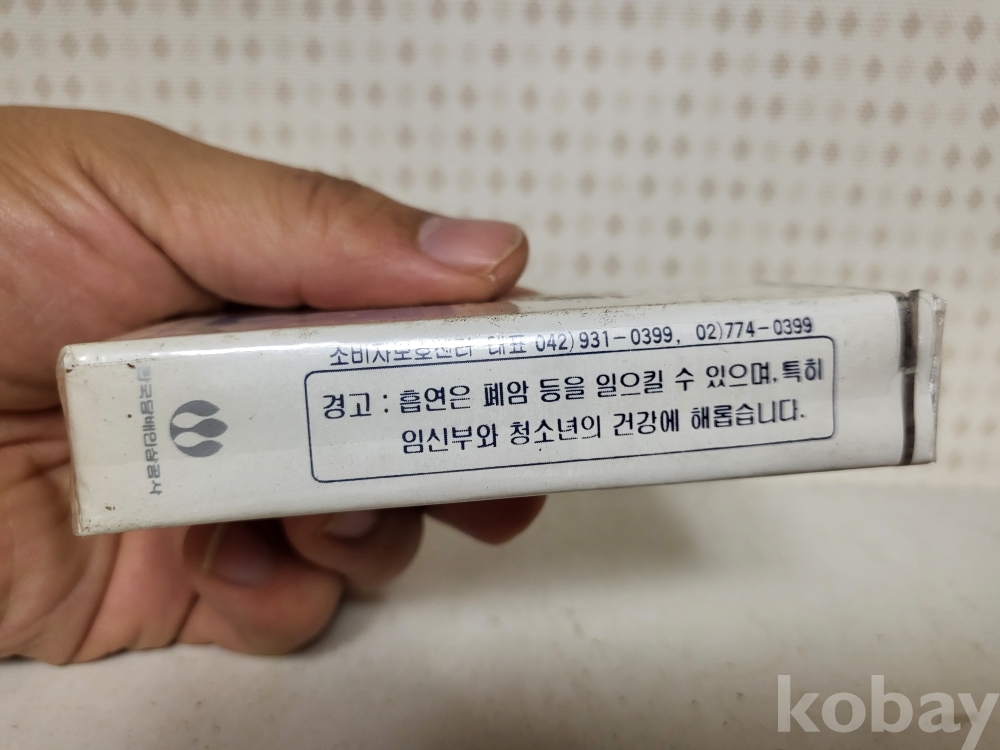 소비자보호센터 대표 042)931-0399, 02)774-0399
경고 : 흡연은 폐암 등을 일으킬 수 있으며, 특히
임신부와 청소년의 건강에 해롭습니다.
한국담배인삼공사
kobay